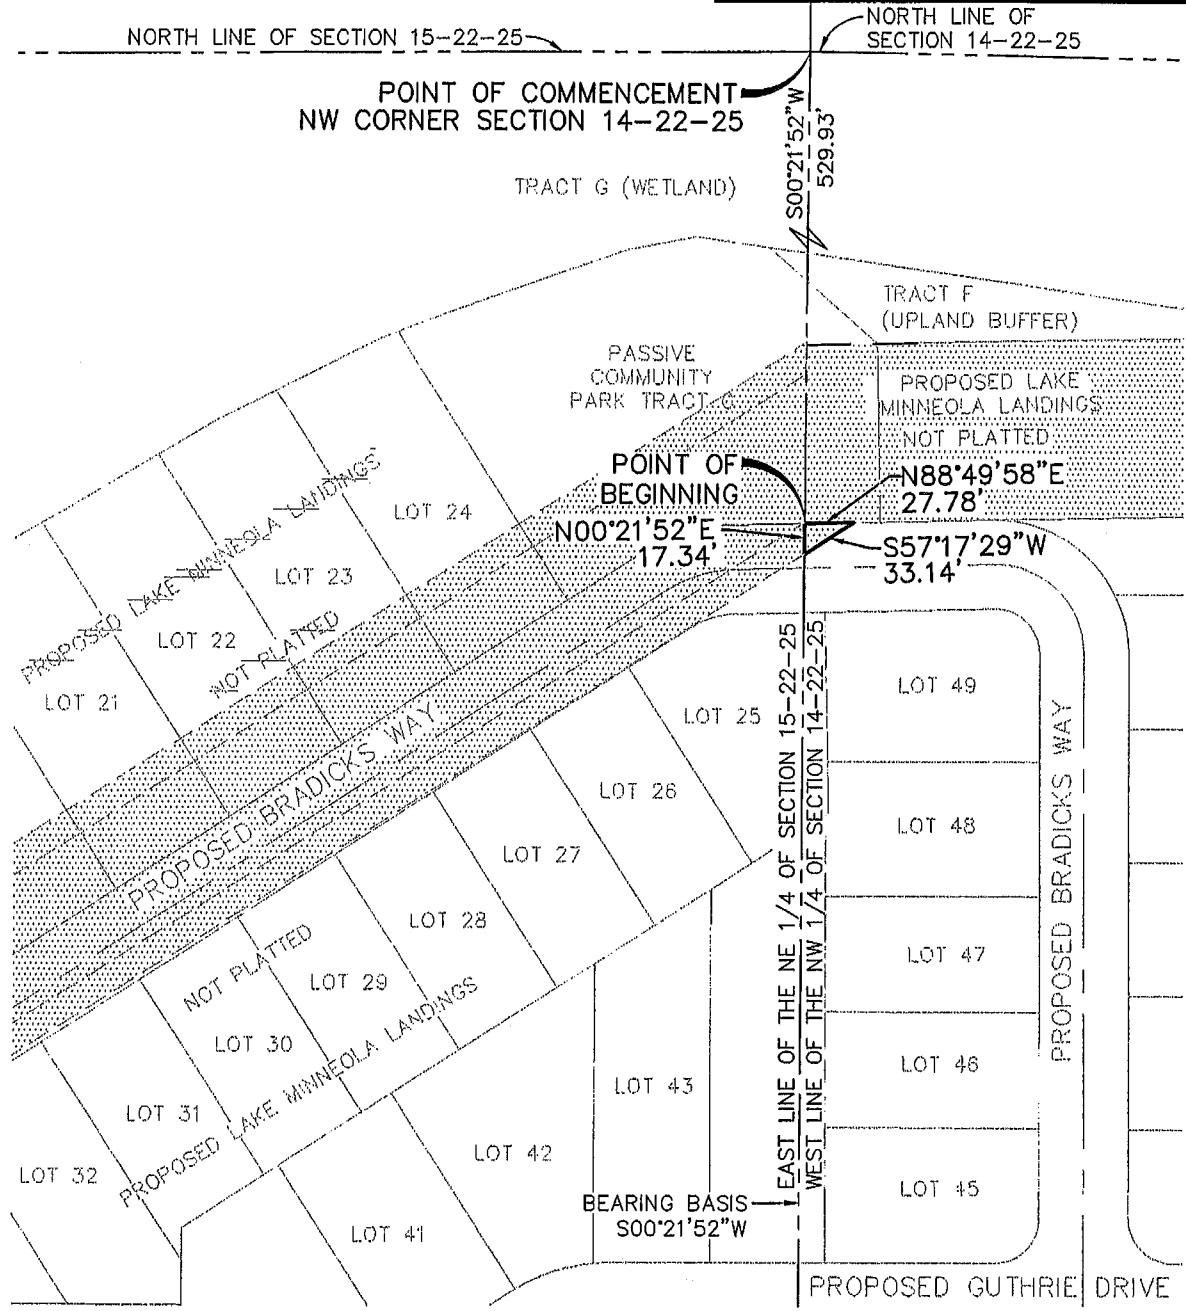 NORTH LINE OF SECTION 15-22-25
NORTH LINE OF
SECTION 14-22-25
POINT OF COMMENCEMENT
NW CORNER SECTION 14-22-25
S00°21'52"W
529.93'
TRACT G (WETLAND)
TRACT F
(UPLAND BUFFER)
PASSIVE
COMMUNITY
PARK TRACT C
PROPOSED LAKE
MINNEOLA LANDINGS
NOT PLATTED
POINT OF
BEGINNING
N88°49'58"E
27.78'
N00°21'52"E
17.34'
S57°17'29"W
33.14'
PROPOSED LAKE MINNEOLA LANDINGS
NOT PLATTED
LOT 24
LOT 23
LOT 22
LOT 21
PROPOSED BRADICKS WAY
LOT 25
LOT 26
LOT 27
LOT 28
LOT 29
LOT 30
LOT 31
LOT 32
NOT PLATTED
PROPOSED LAKE MINNEOLA LANDINGS
LOT 43
LOT 42
LOT 41
EAST LINE OF THE NE 1/4 OF SECTION 15-22-25
WEST LINE OF THE NW 1/4 OF SECTION 14-22-25
LOT 49
LOT 48
LOT 47
LOT 46
LOT 45
PROPOSED BRADICKS WAY
BEARING BASIS
S00°21'52"W
PROPOSED GUTHRIE DRIVE